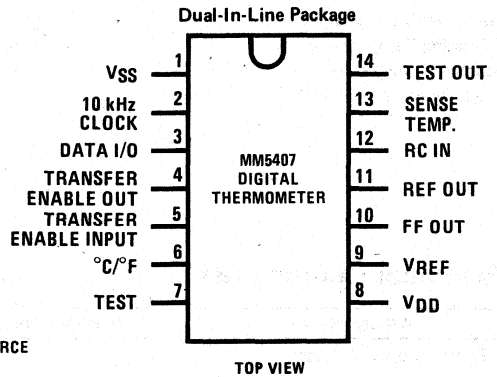 Dual-In-Line Package
VSS
1
10 kHz
CLOCK
2
DATA I/O
3
TRANSFER
ENABLE OUT
4
TRANSFER
ENABLE INPUT
5
°C/°F
6
TEST
7
MM5407
DIGITAL
THERMOMETER
14
TEST OUT
13
SENSE
TEMP.
12
RC IN
11
REF OUT
10
FF OUT
9
VREF
8
VDD
RCE
TOP VIEW